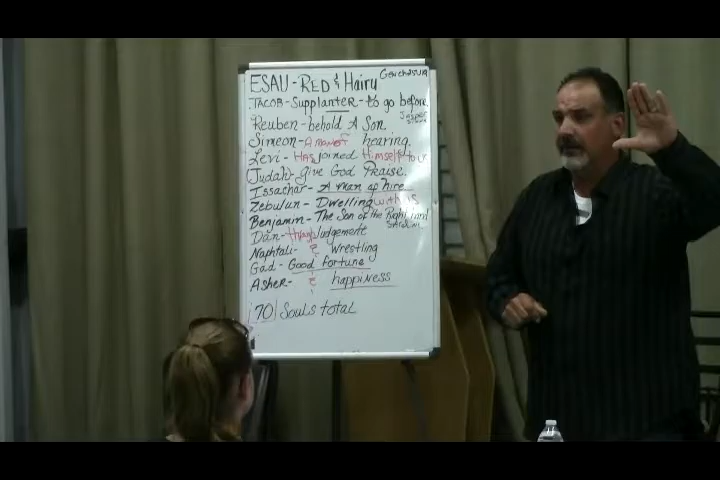 ESAU - RED & Hairy
JACOB - Supplanter - to go before.
Reuben - behold A Son.
Simeon - hearing.
Levi - Has joined Himself to
Judah - Give God Praise.
Issachar - A man of hire
Zebulun - Dwelling with
Benjamin - The Son of the Right hand
Dan - Judgement
Naphtali - & Wrestling
Gad - Good fortune
Asher - & happiness
70 Souls total